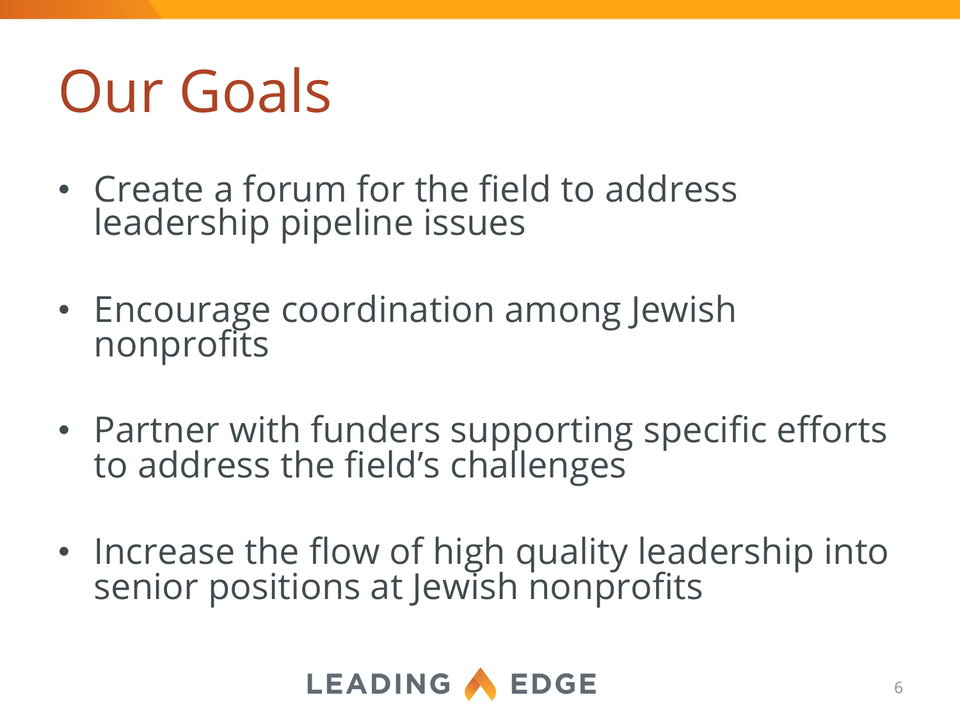 Our Goals
• Create a forum for the field to address
leadership pipeline issues
• Encourage coordination among Jewish
nonprofits
• Partner with funders supporting specific efforts
to address the field’s challenges
• Increase the flow of high quality leadership into
senior positions at Jewish nonprofits
LEADING EDGE
6